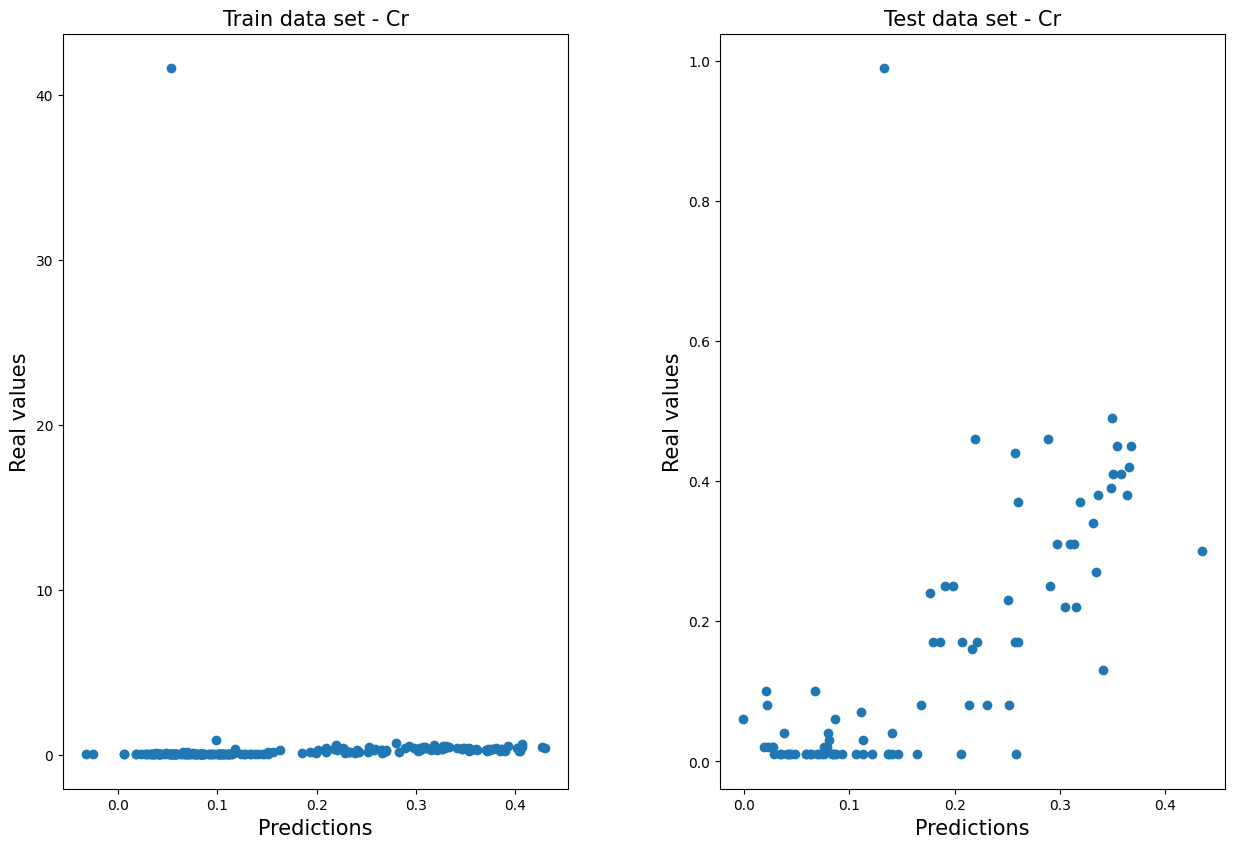 Train data set - Cr
Test data set - Cr
Real values
40
30
20
10
0
0.0 0.1 0.2 0.3 0.4
Predictions
Real values
1.0
0.8
0.6
0.4
0.2
0.0
0.0 0.1 0.2 0.3 0.4
Predictions